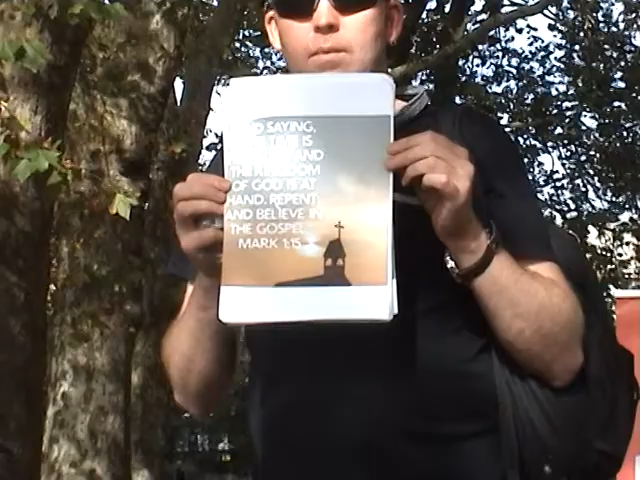 SAYING,
TIME IS
AND
THE KINGDOM
OF GOD IS AT
HAND. REPENT
AND BELIEVE IN
THE GOSPEL.
MARK 1:15